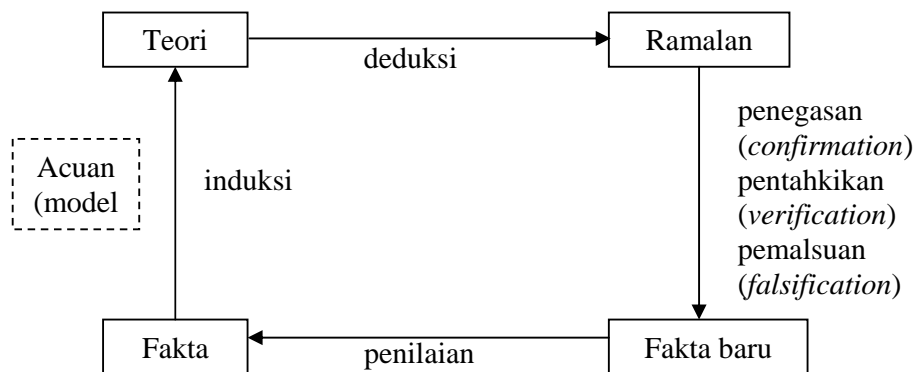 Teori
deduksi
Ramalan
penegasan
(confirmation)
pentahkikan
(verification)
pemalsuan
(falsification)
Acuan
(model
induksi
Fakta
penilaian
Fakta baru